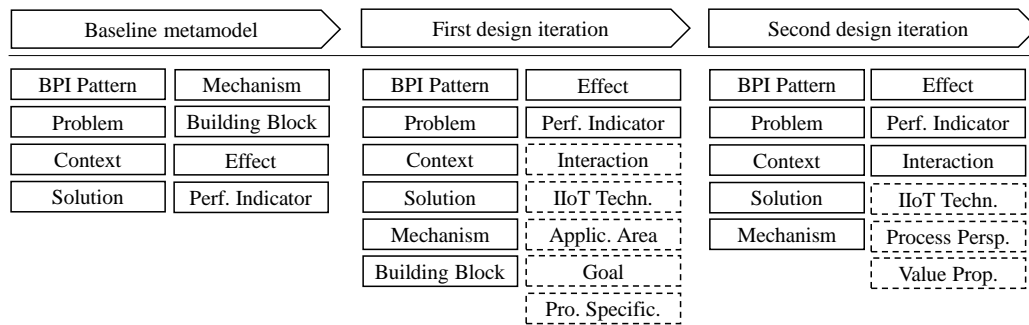 Baseline metamodel
First design iteration
Second design iteration
BPI Pattern
Mechanism
Problem
Building Block
Context
Effect
Solution
Perf. Indicator
BPI Pattern
Effect
Problem
Perf. Indicator
Context
Interaction
Solution
IIoT Techn.
Mechanism
Applic. Area
Building Block
Goal
Pro. Specific.
BPI Pattern
Effect
Problem
Perf. Indicator
Context
Interaction
Solution
IIoT Techn.
Mechanism
Process Persp.
Value Prop.